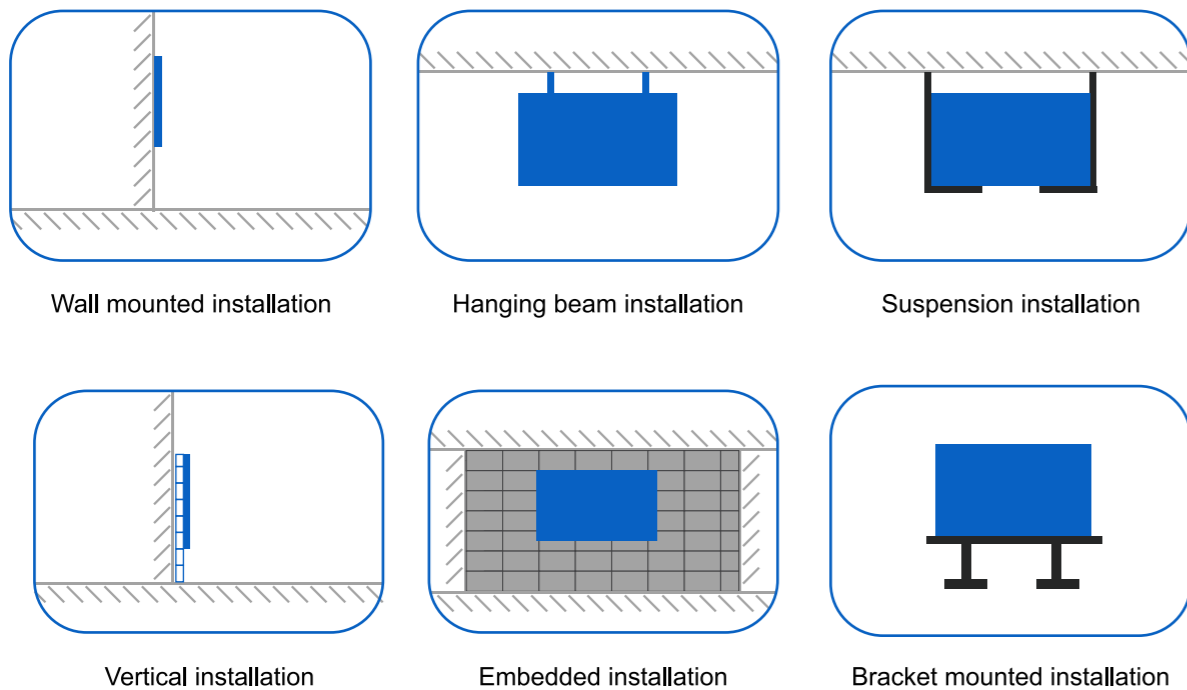 Wall mounted installation
Hanging beam installation
Suspension installation
Vertical installation
Embedded installation
Bracket mounted installation